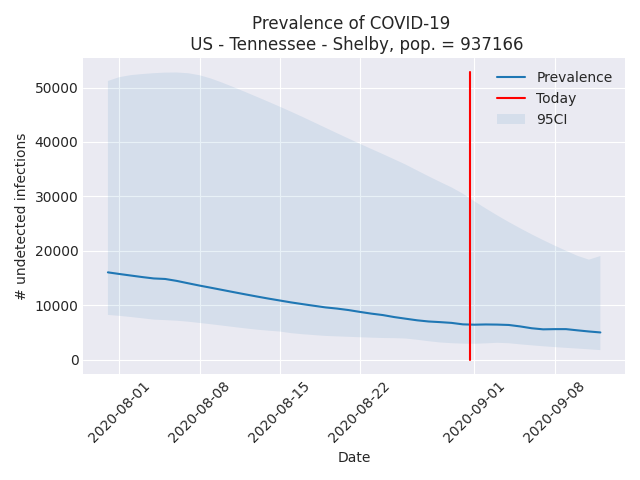 Prevalence of COVID-19
US - Tennessee - Shelby, pop. = 937166
Prevalence
Today
95CI
# undetected infections
50000
40000
30000
20000
10000
0
2020-08-01
2020-08-08
2020-08-15
2020-08-22
2020-09-01
2020-09-08
Date